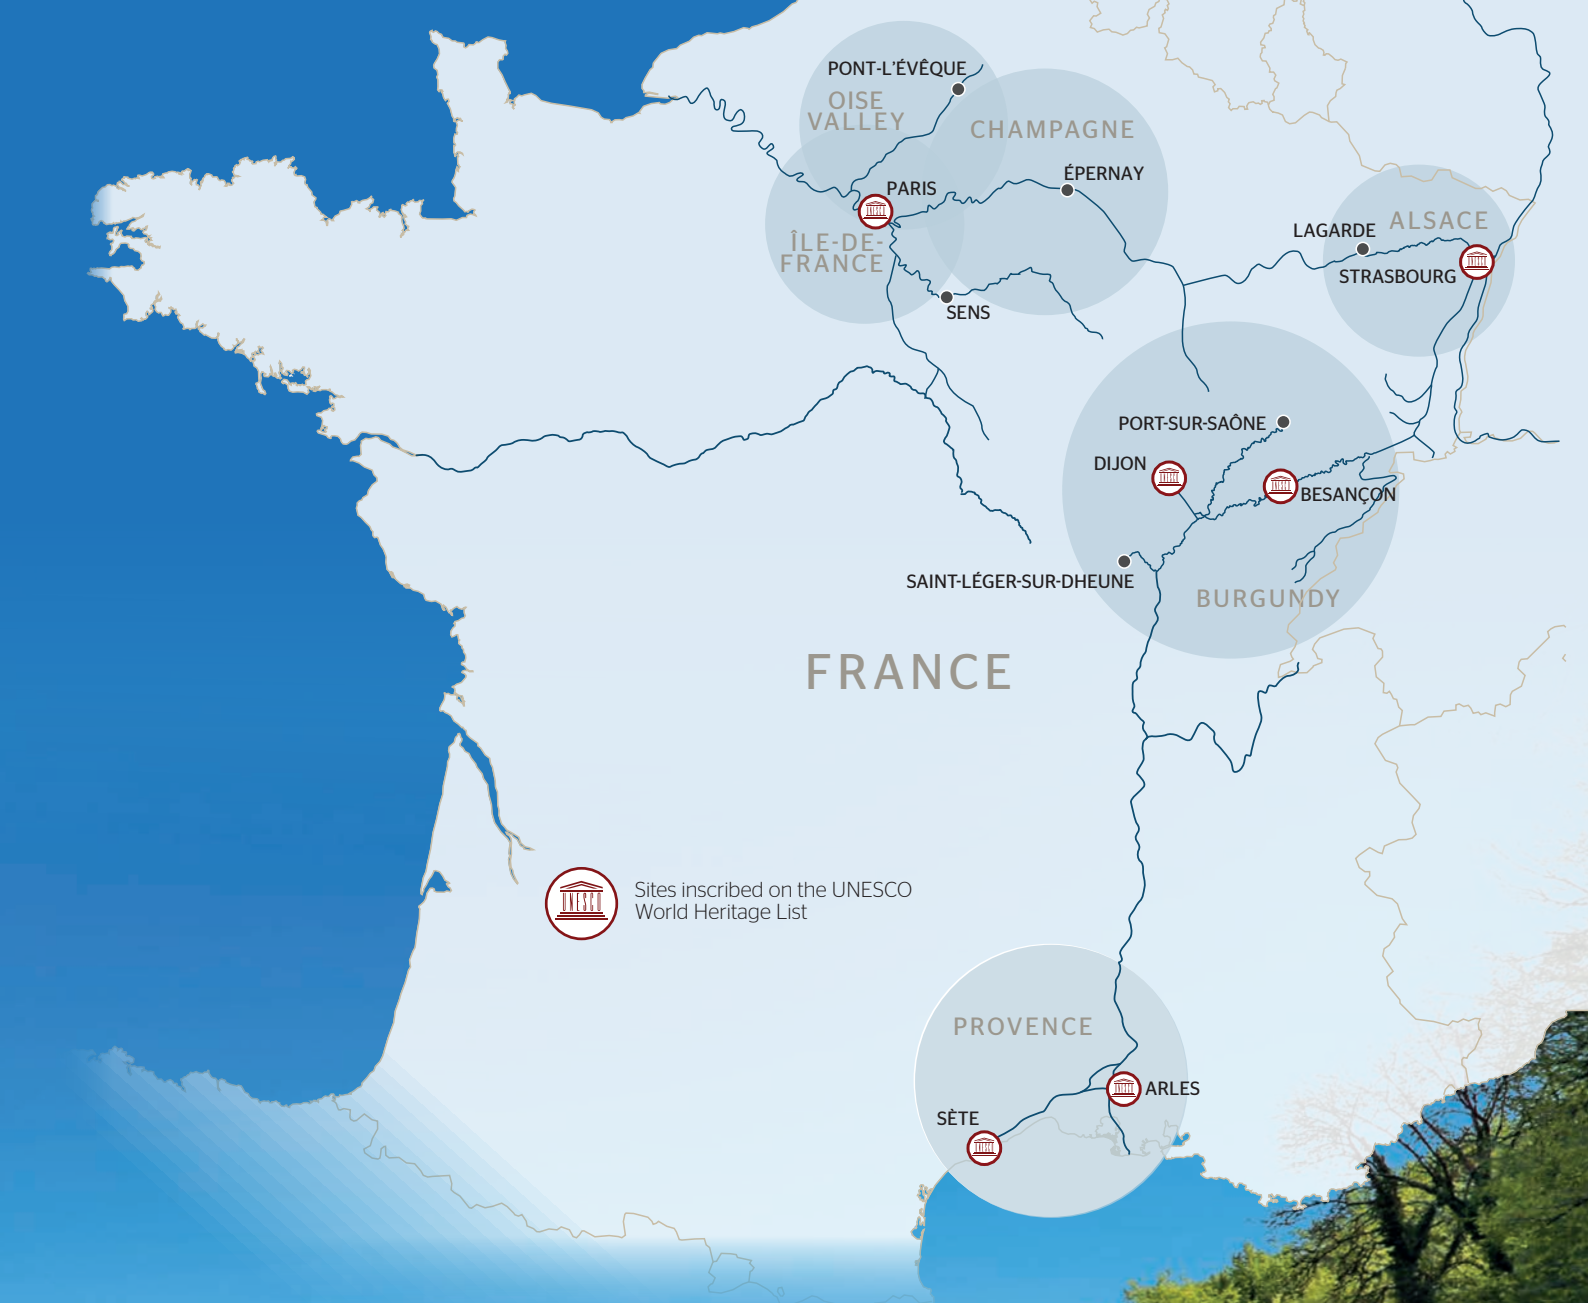 PONT-L'ÉVÊQUE
OISE
VALLEY
CHAMPAGNE
ÉPERNAY
PARIS
ÎLE-DE-
FRANCE
SENS
LAGARDE
ALSACE
STRASBOURG
PORT-SUR-SAÔNE
DIJON
BESANÇON
SAINT-LÉGER-SUR-DHEUNE
BURGUNDY
FRANCE
UNESCO
Sites inscribed on the UNESCO
World Heritage List
PROVENCE
ARLES
SÈTE